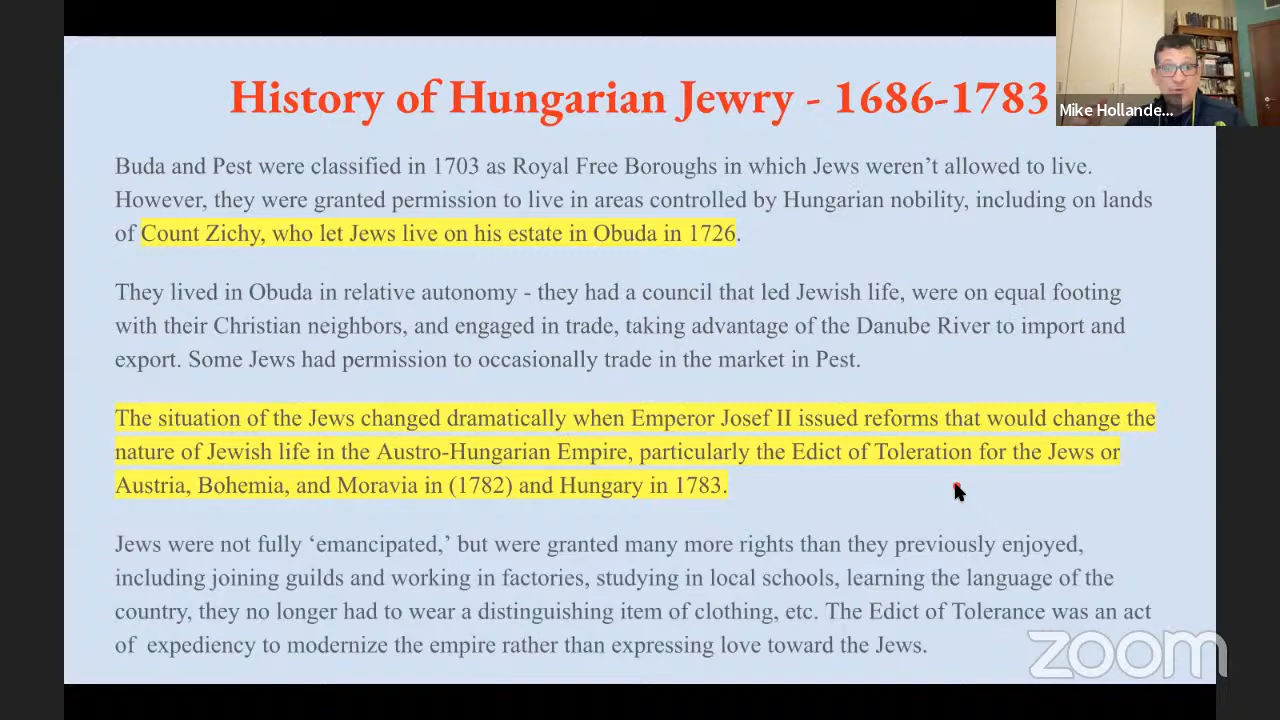 History of Hungarian Jewry - 1686-1783
Mike Hollande...
Buda and Pest were classified in 1703 as Royal Free Boroughs in which Jews weren’t allowed to live.
However, they were granted permission to live in areas controlled by Hungarian nobility, including on lands
of Count Zichy, who let Jews live on his estate in Obuda in 1726.
They lived in Obuda in relative autonomy - they had a council that led Jewish life, were on equal footing
with their Christian neighbors, and engaged in trade, taking advantage of the Danube River to import and
export. Some Jews had permission to occasionally trade in the market in Pest.
The situation of the Jews changed dramatically when Emperor Josef II issued reforms that would change the
nature of Jewish life in the Austro-Hungarian Empire, particularly the Edict of Toleration for the Jews or
Austria, Bohemia, and Moravia in (1782) and Hungary in 1783.
Jews were not fully ‘emancipated,’ but were granted many more rights than they previously enjoyed,
including joining guilds and working in factories, studying in local schools, learning the language of the
country, they no longer had to wear a distinguishing item of clothing, etc. The Edict of Tolerance was an act
of  expediency to modernize the empire rather than expressing love toward the Jews.
zoom